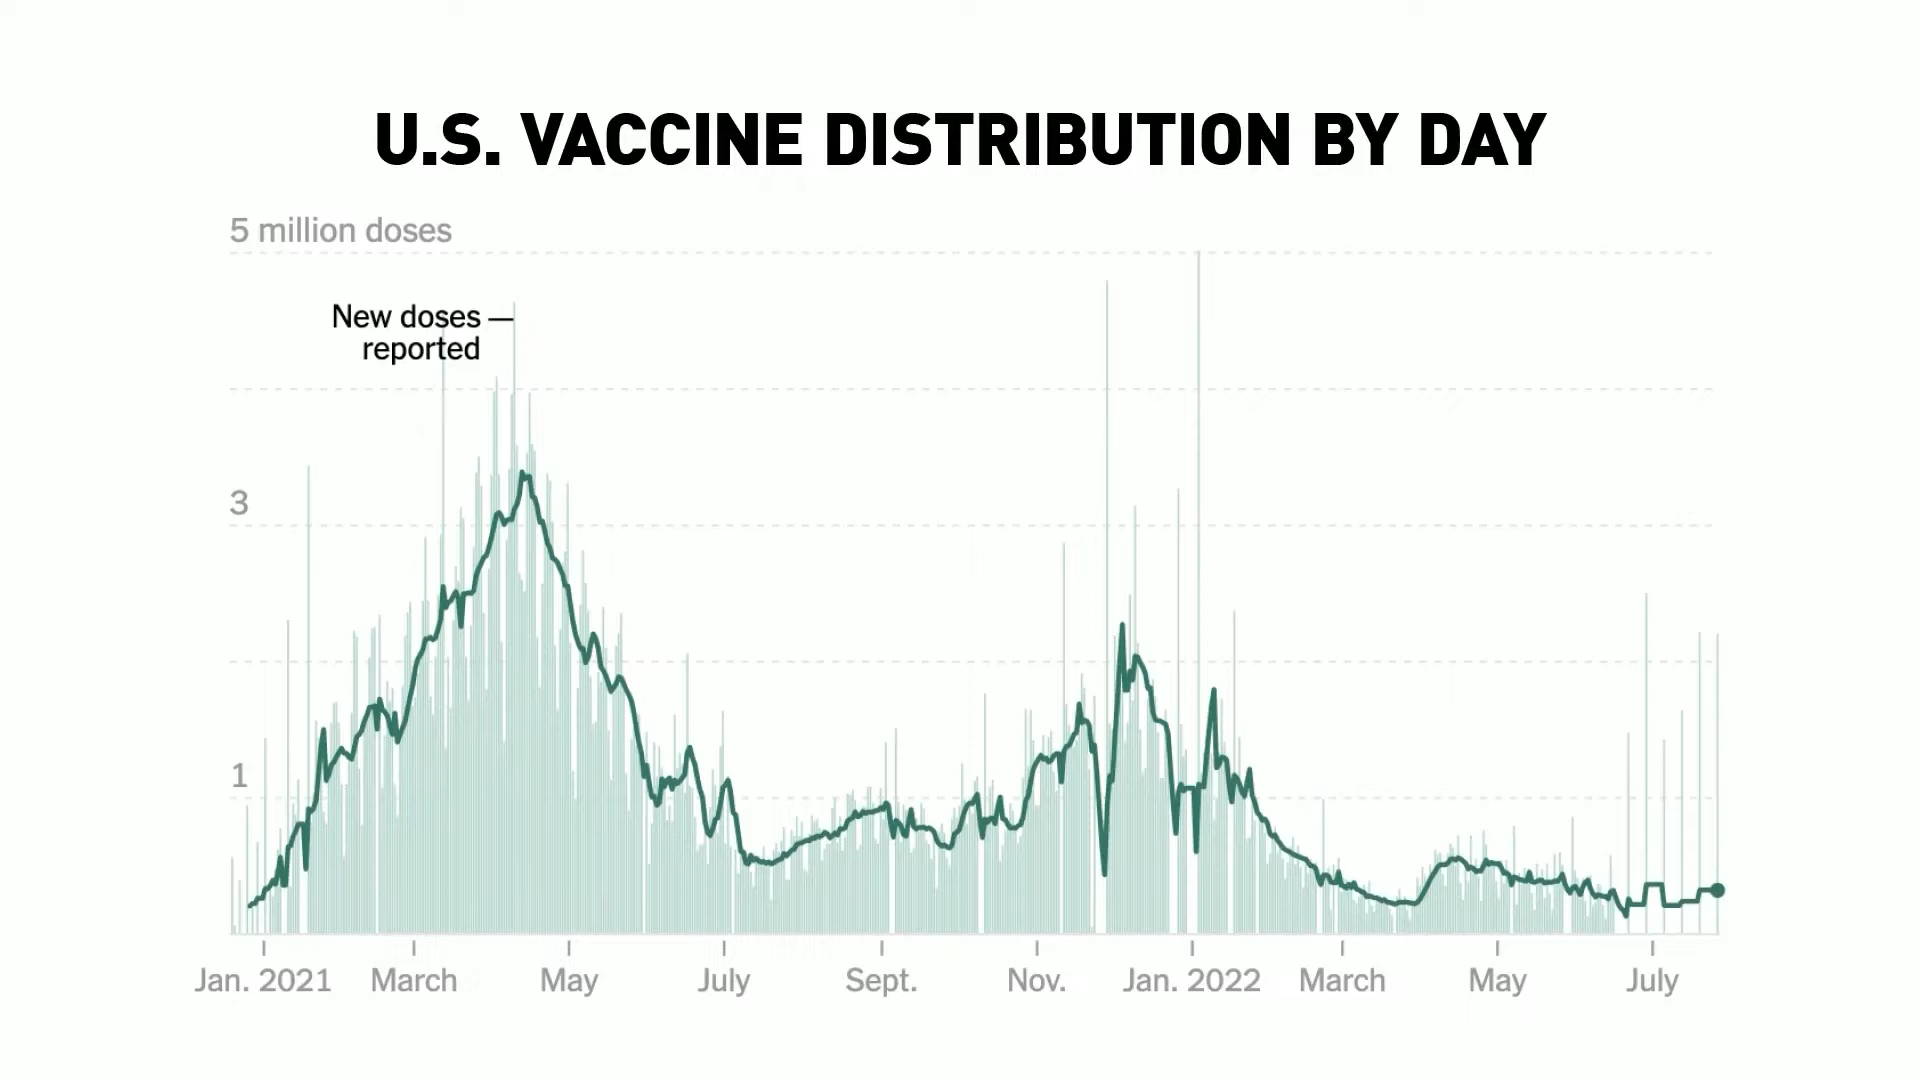 U.S. VACCINE DISTRIBUTION BY DAY
5 million doses
New doses
reported
3
1
Jan. 2021 March May July Sept. Nov. Jan. 2022 March May July